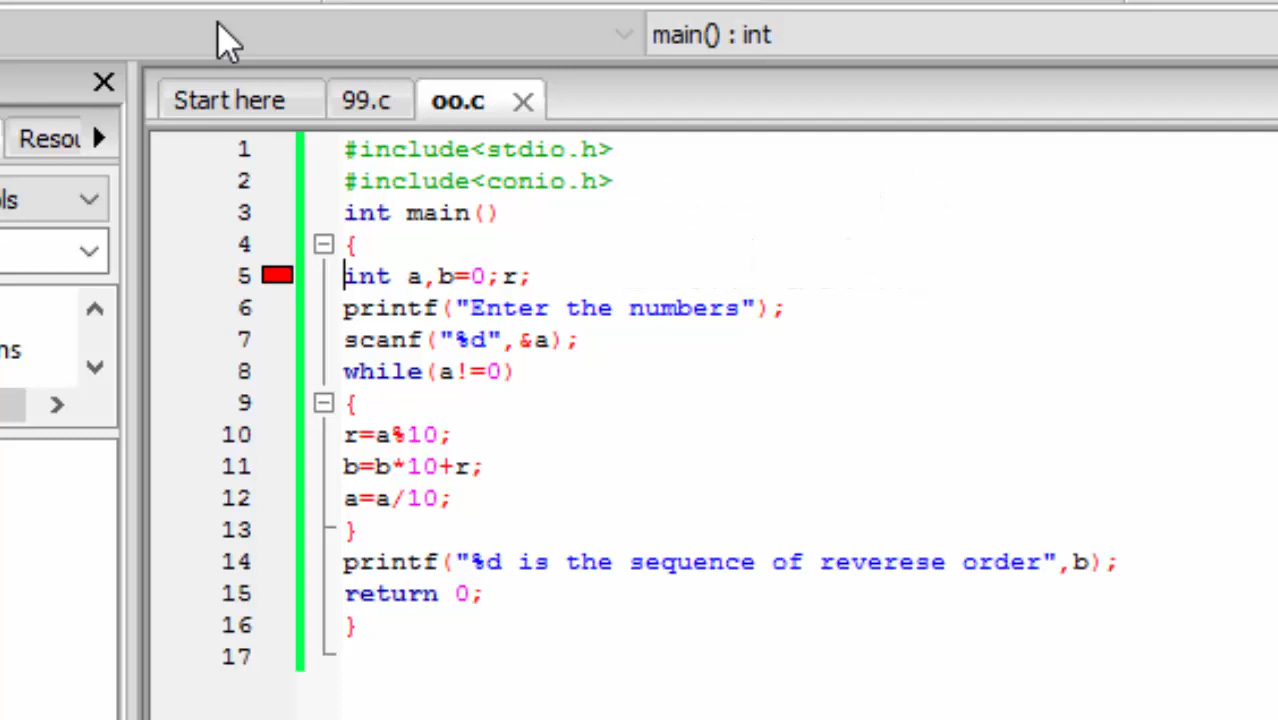 main() : int
Start here 99.c oo.c
Resou
ls
ns
1 #include<stdio.h>
2 #include<conio.h>
3 int main()
4 {
5 int a,b=0;r;
6 printf("Enter the numbers");
7 scanf("%d",&a);
8 while(a!=0)
9 {
10 r=a%10;
11 b=b*10+r;
12 a=a/10;
13 }
14 printf("%d is the sequence of reverese order",b);
15 return 0;
16 }
17